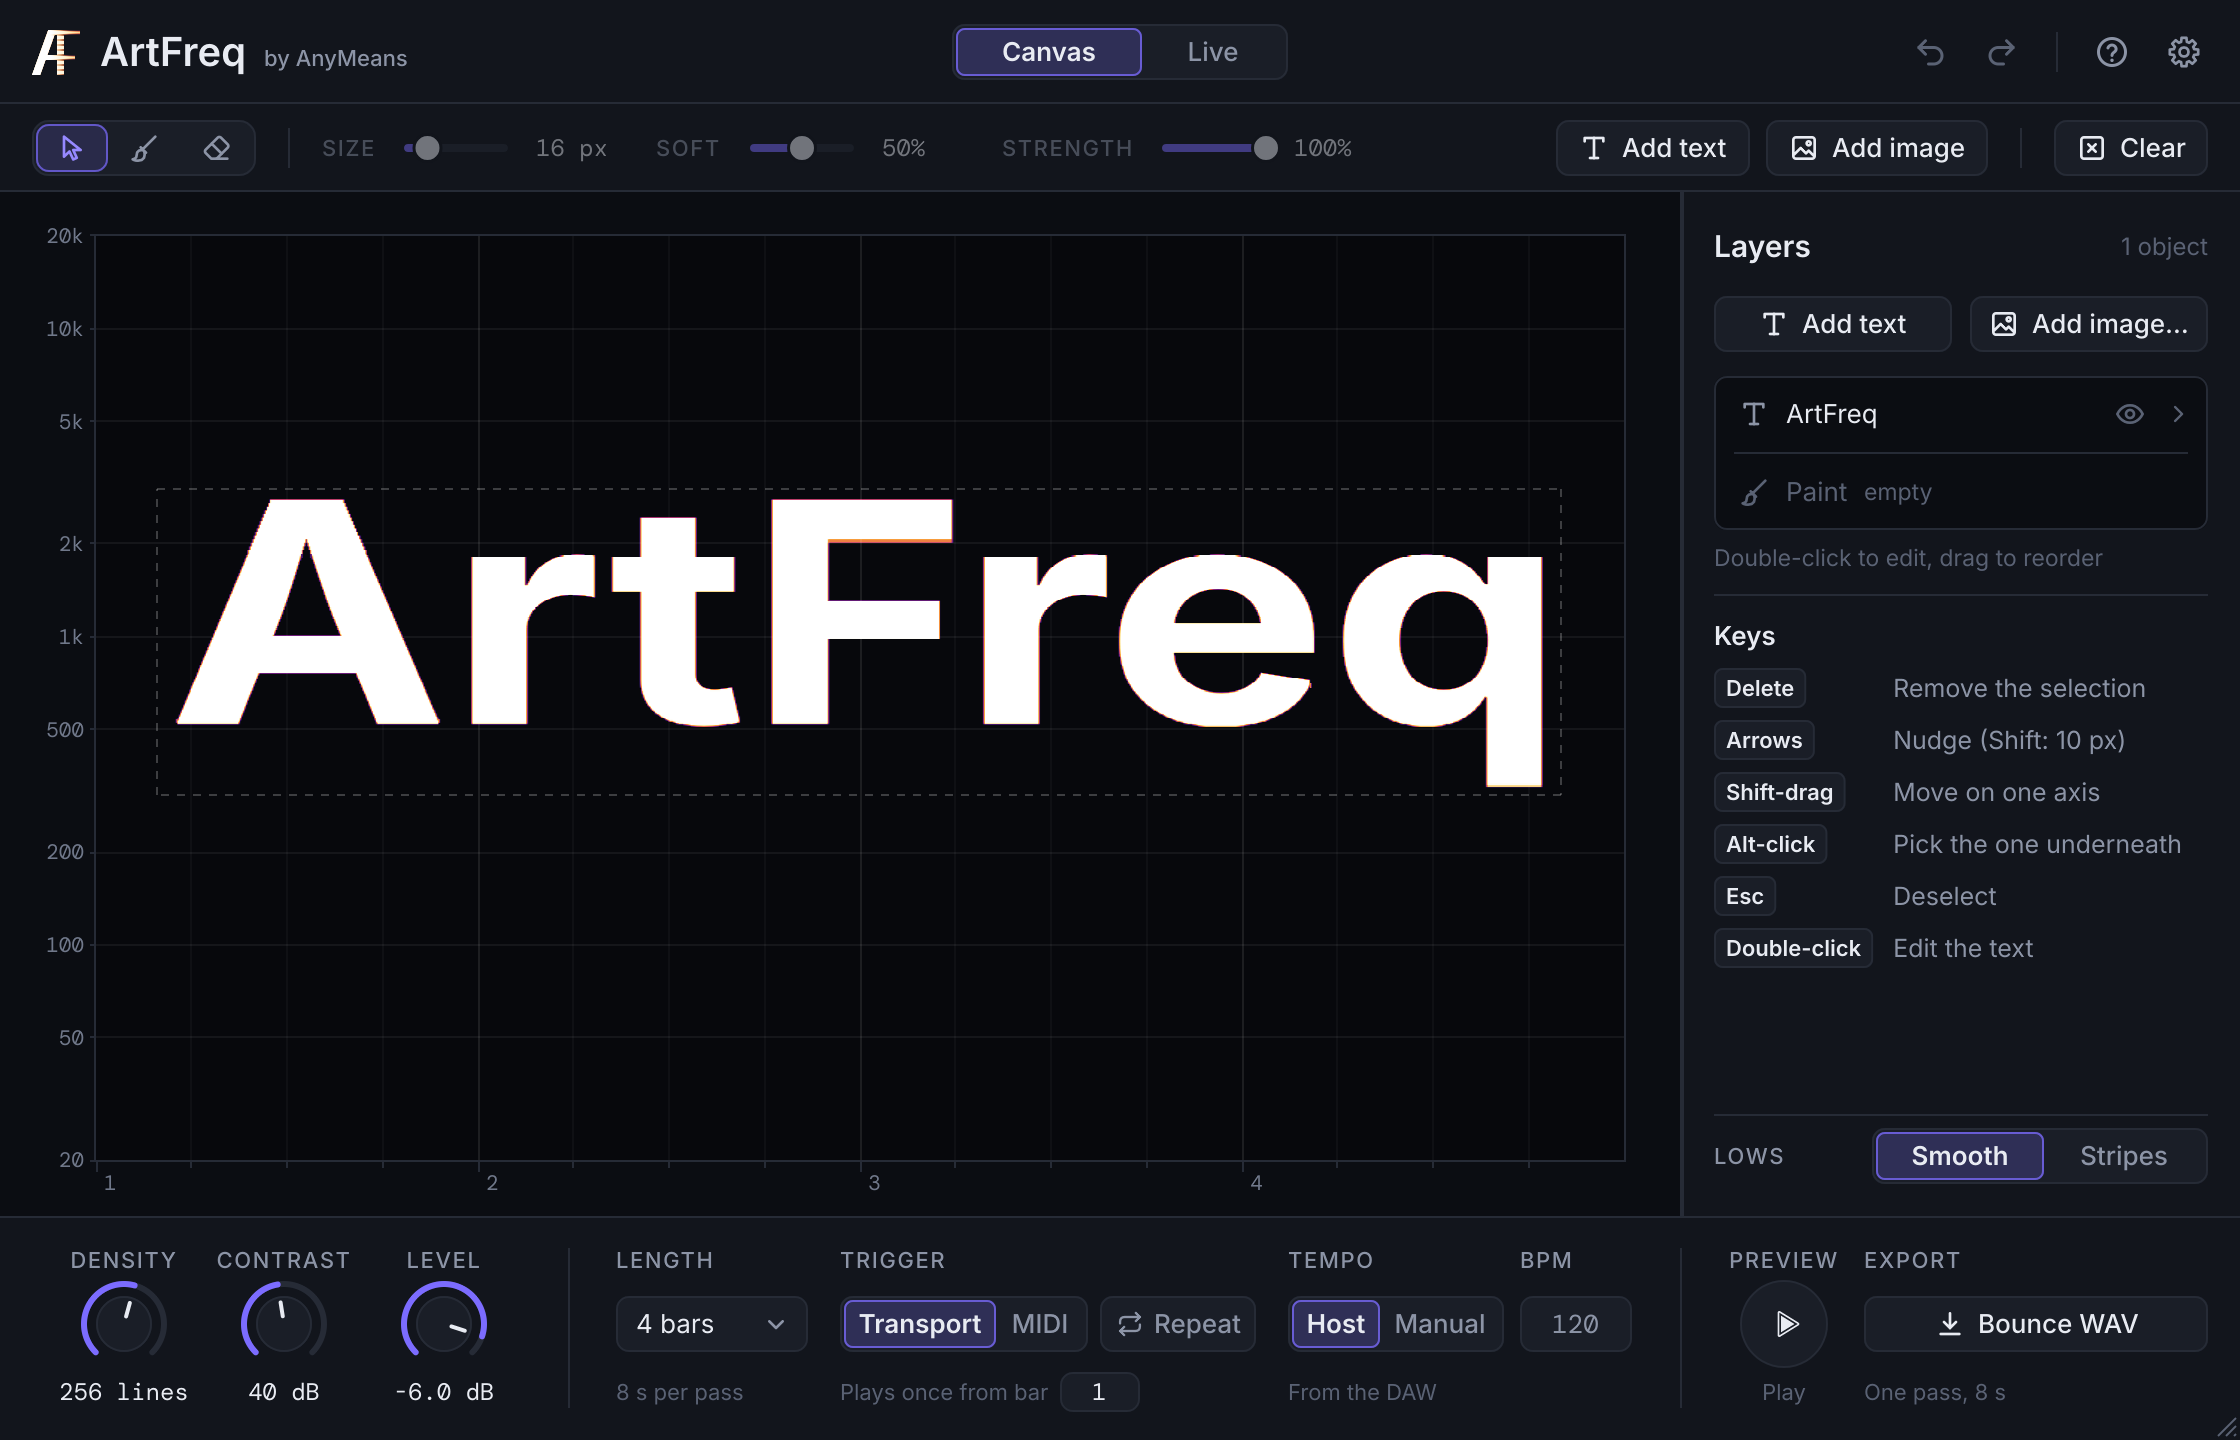 ArtFreq by AnyMeans
Canvas Live
SIZE 16 px SOFT 50% STRENGTH 100%
Add text Add image Clear
20k
10k
5k
2k
1k
500
200
100
50
20
1 2 3 4
ArtFreq
Layers 1 object
Add text Add image...
ArtFreq
Paint empty
Double-click to edit, drag to reorder
Keys
Delete Remove the selection
Arrows Nudge (Shift: 10 px)
Shift-drag Move on one axis
Alt-click Pick the one underneath
Esc Deselect
Double-click Edit the text
LOWS Smooth Stripes
DENSITY CONTRAST LEVEL
256 lines 40 dB -6.0 dB
LENGTH
4 bars
8 s per pass
TRIGGER
Transport MIDI Repeat
Plays once from bar 1
TEMPO BPM
Host Manual 120
From the DAW
PREVIEW
Play
EXPORT
Bounce WAV
One pass, 8 s